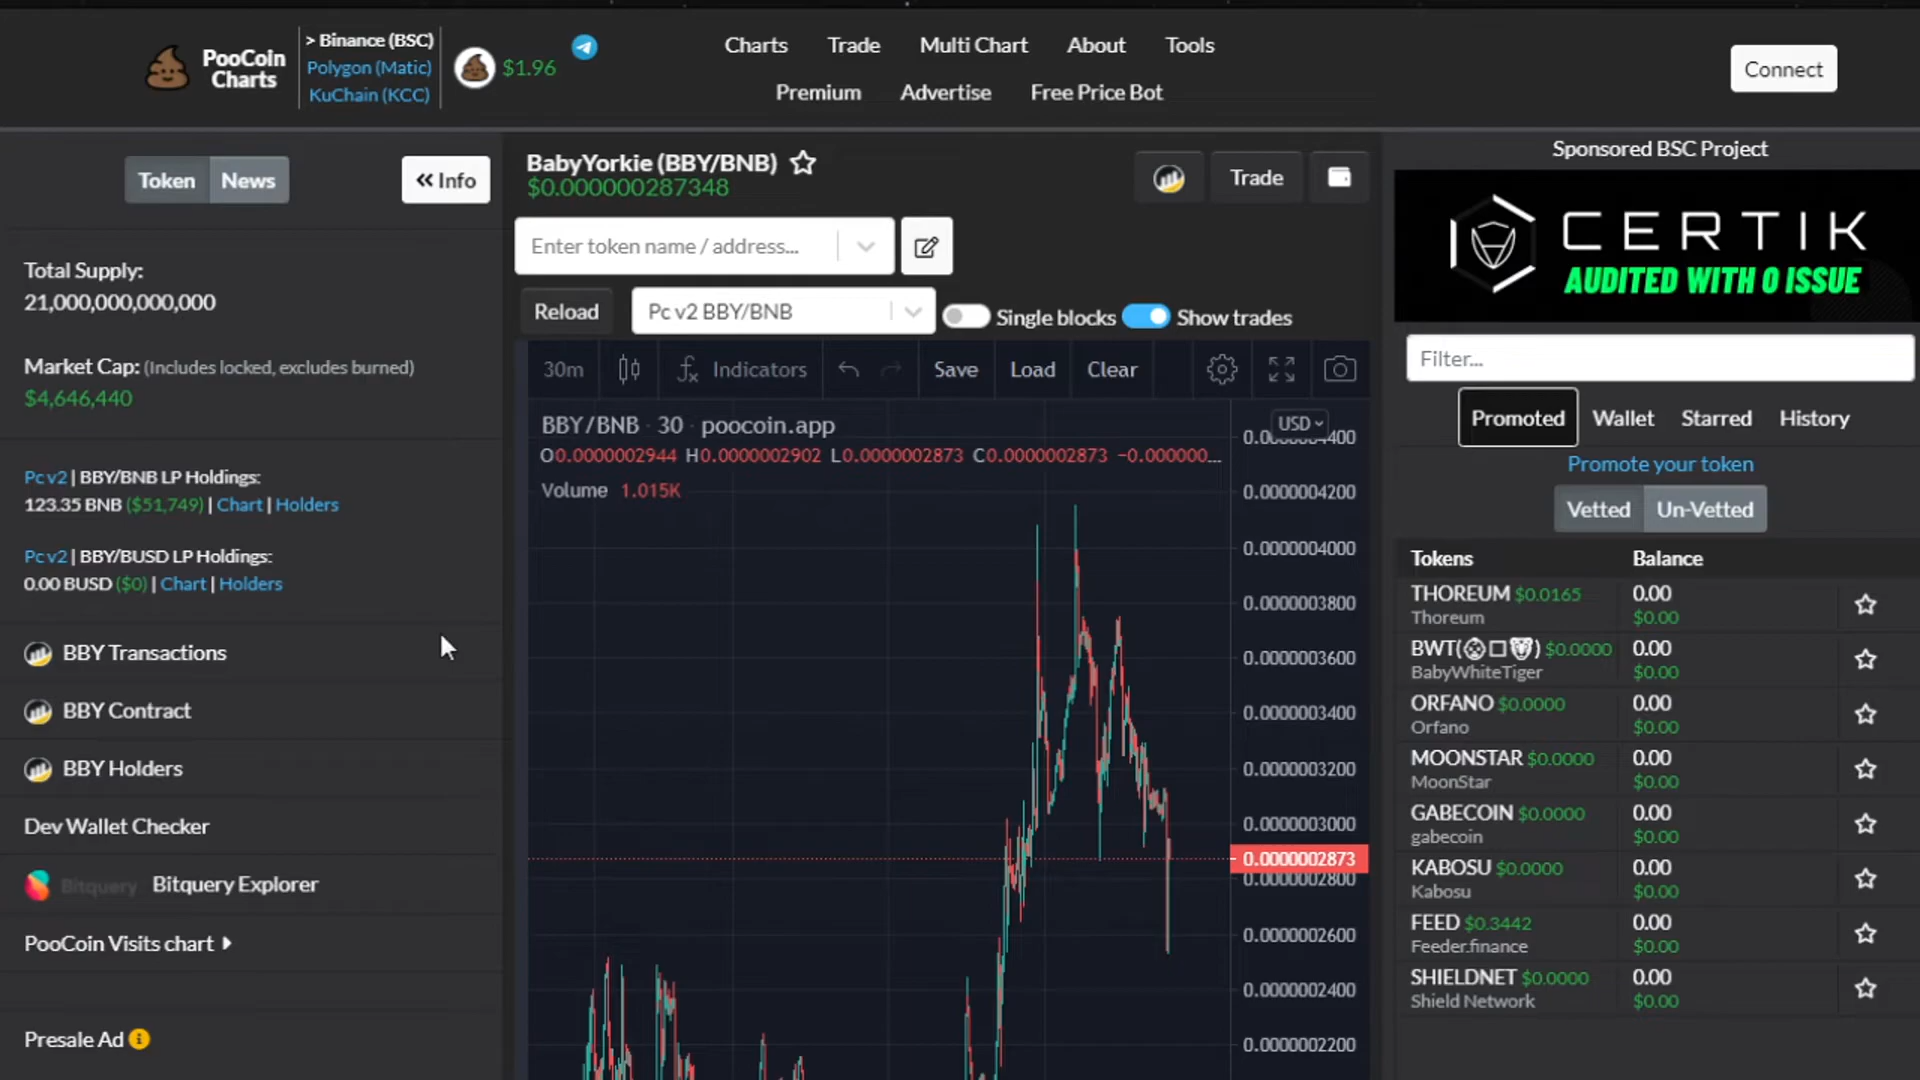 PooCoin
Charts
> Binance (BSC)
Polygon (Matic)
KuChain (KCC)
$1.96
Charts
Trade
Multi Chart
About
Tools
Premium
Advertise
Free Price Bot
Connect
Token
News
« Info
Total Supply:
21,000,000,000,000
Market Cap: (Includes locked, excludes burned)
$4,646,440
Pc v2 | BBY/BNB LP Holdings:
123.35 BNB ($51,749) | Chart | Holders
Pc v2 | BBY/BUSD LP Holdings:
0.00 BUSD ($0) | Chart | Holders
BBY Transactions
BBY Contract
BBY Holders
Dev Wallet Checker
Bitquery Bitquery Explorer
PooCoin Visits chart
Presale Ad
BabyYorkie (BBY/BNB)
$0.000000287348
Trade
Enter token name / address...
Reload
Pc v2 BBY/BNB
Single blocks
Show trades
30m
Indicators
Save
Load
Clear
BBY/BNB · 30 · poocoin.app
O0.0000002944 H0.0000002902 L0.0000002873 C0.0000002873 −0.000000...
Volume 1.015K
USD
0.0000004200
0.0000004000
0.0000003800
0.0000003600
0.0000003400
0.0000003200
0.0000003000
0.0000002873
0.0000002800
0.0000002600
0.0000002400
0.0000002200
Sponsored BSC Project
CERTIK
AUDITED WITH 0 ISSUE
Filter...
Promoted
Wallet
Starred
History
Promote your token
Vetted
Un-Vetted
Tokens Balance
THOREUM $0.0165 0.00
Thoreum $0.00
BWT( ) $0.0000 0.00
BabyWhiteTiger $0.00
ORFANO $0.0000 0.00
Orfano $0.00
MOONSTAR $0.0000 0.00
MoonStar $0.00
GABECOIN $0.0000 0.00
gabecoin $0.00
KABOSU $0.0000 0.00
Kabosu $0.00
FEED $0.3442 0.00
Feeder.finance $0.00
SHIELDNET $0.0000 0.00
Shield Network $0.00